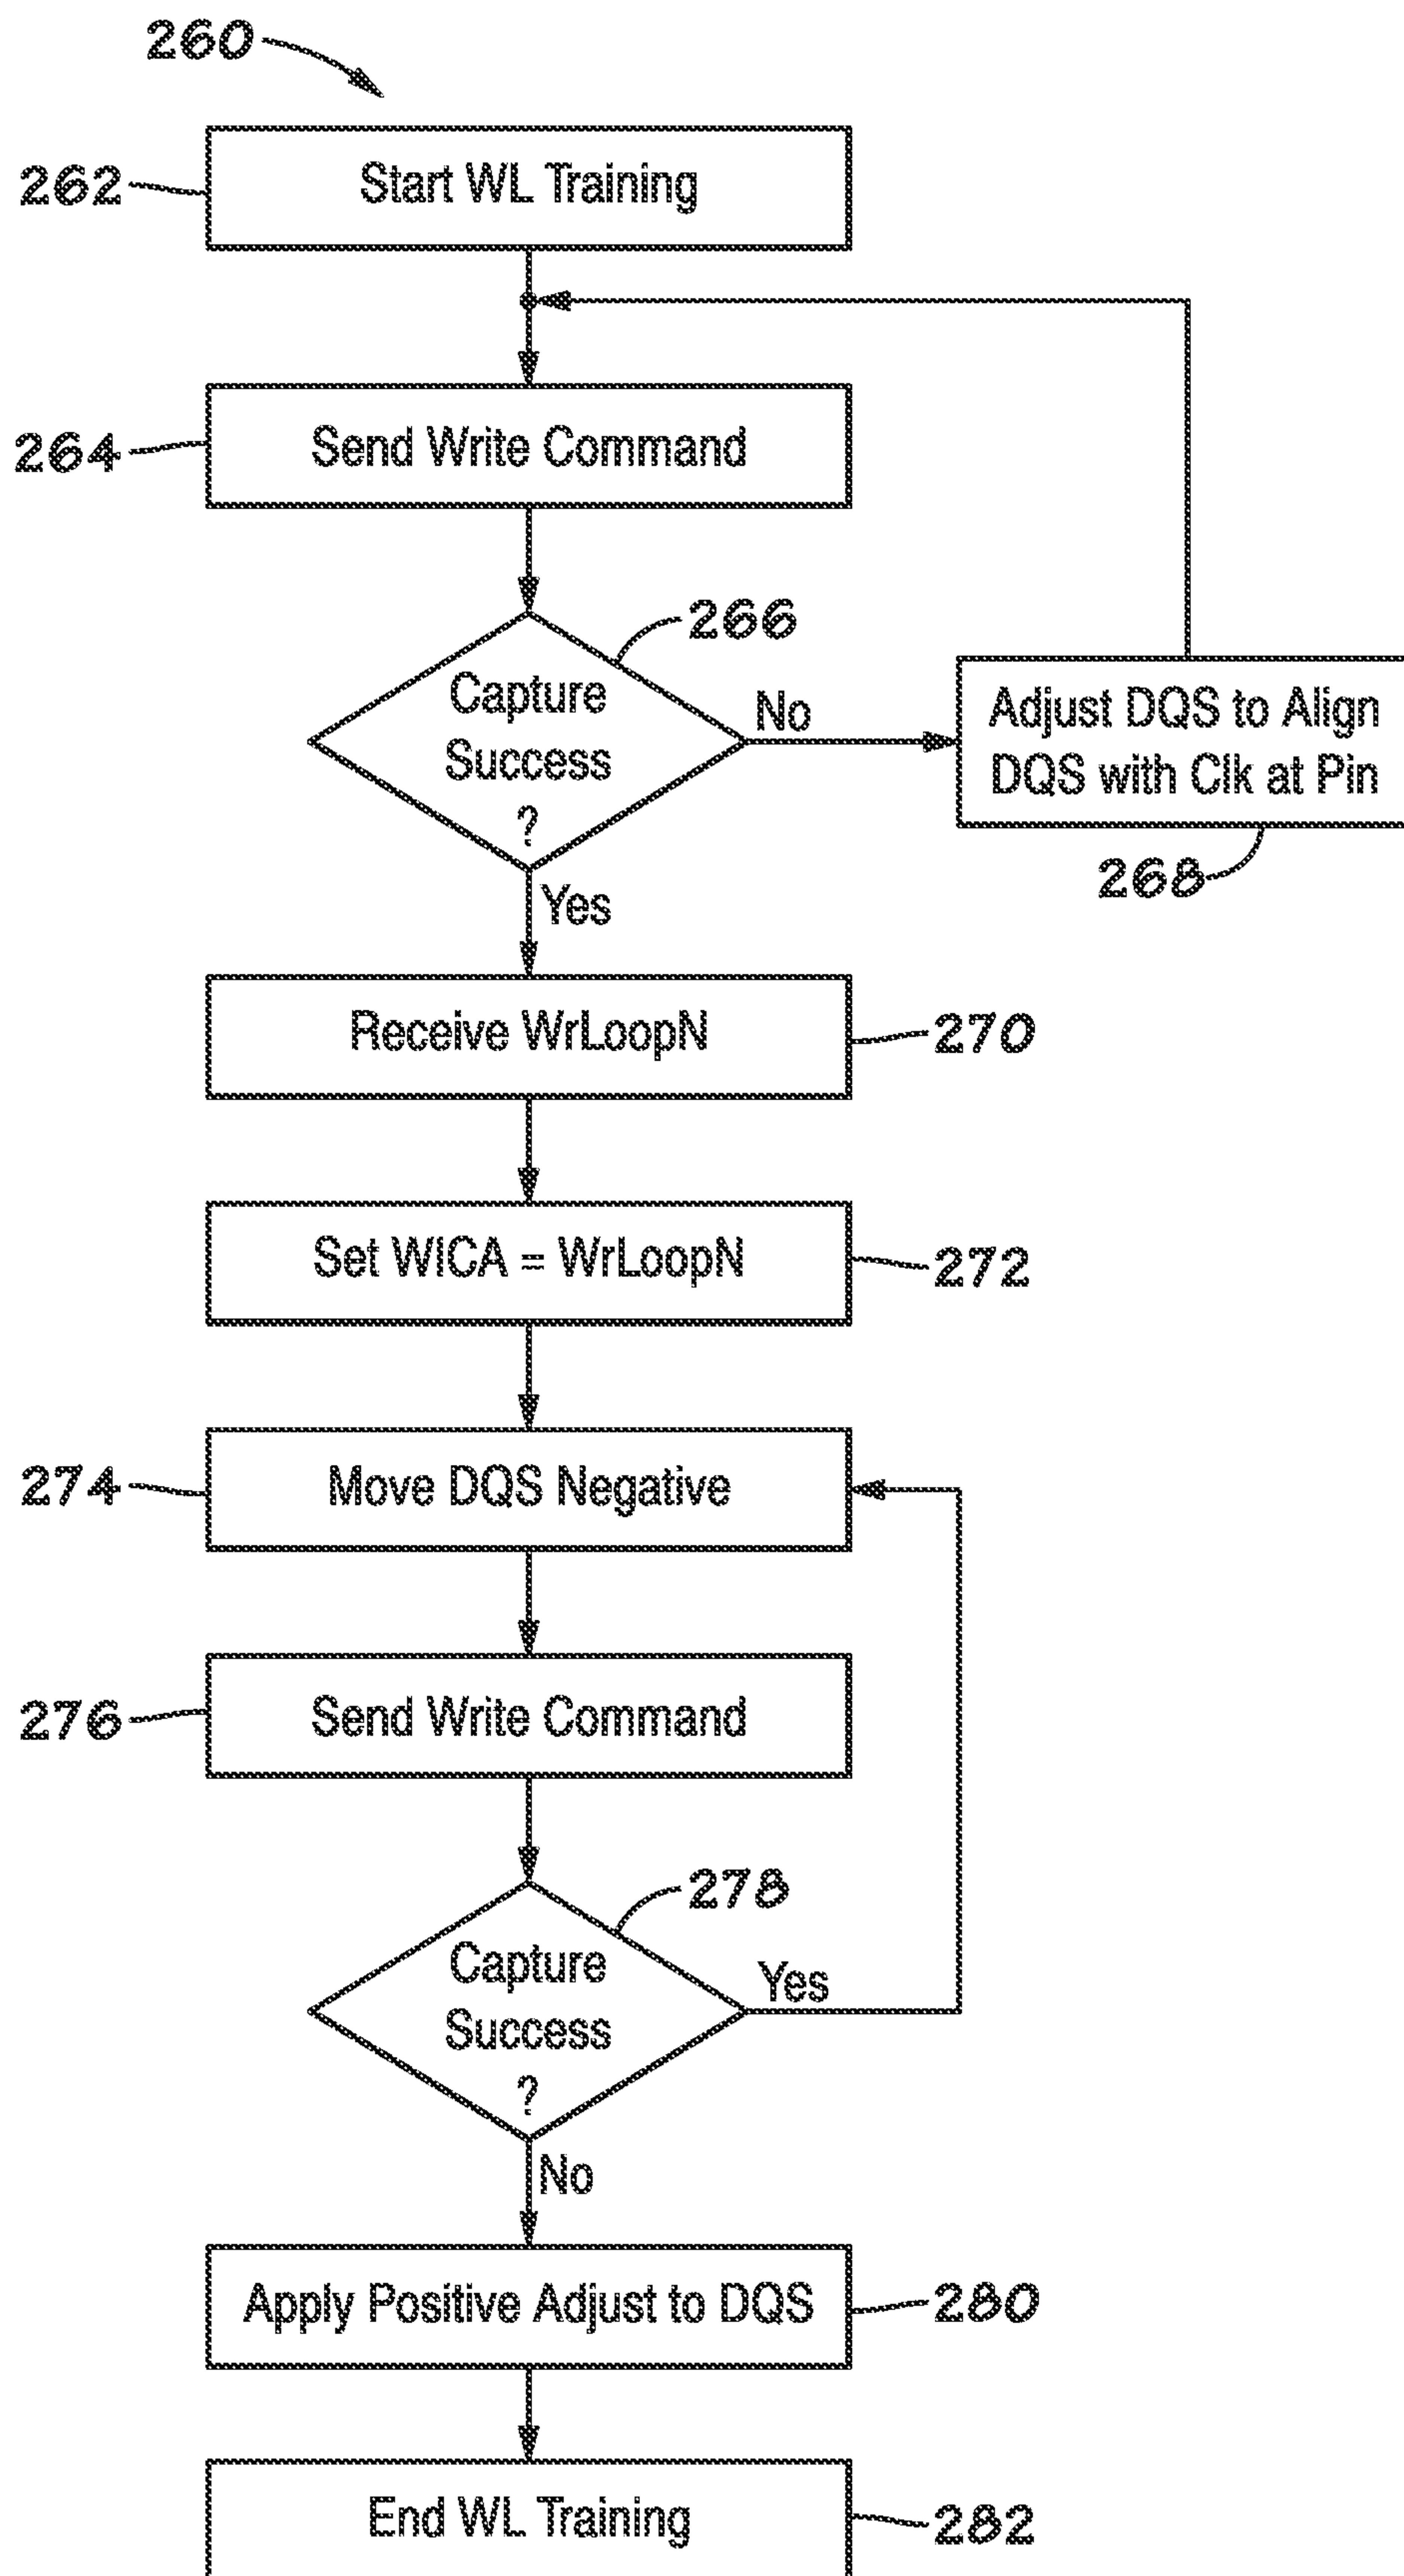 260
262
Start WL Training
264
Send Write Command
266
Capture
Success
?
No
Adjust DQS to Align
DQS with Clk at Pin
268
Yes
Receive WrLoopN
270
Set WICA = WrLoopN
272
274
Move DQS Negative
276
Send Write Command
278
Capture
Success
?
Yes
No
Apply Positive Adjust to DQS
280
End WL Training
282